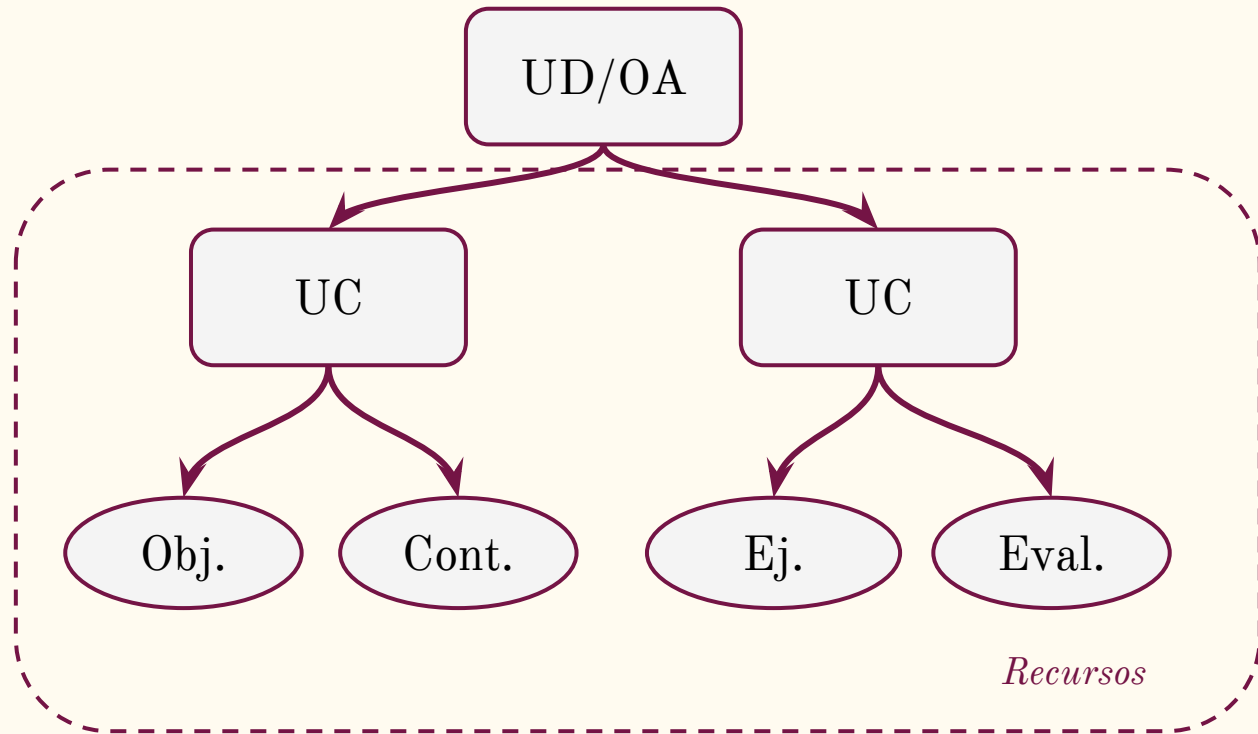 UD/OA
UC
UC
Obj.
Cont.
Ej.
Eval.
Recursos